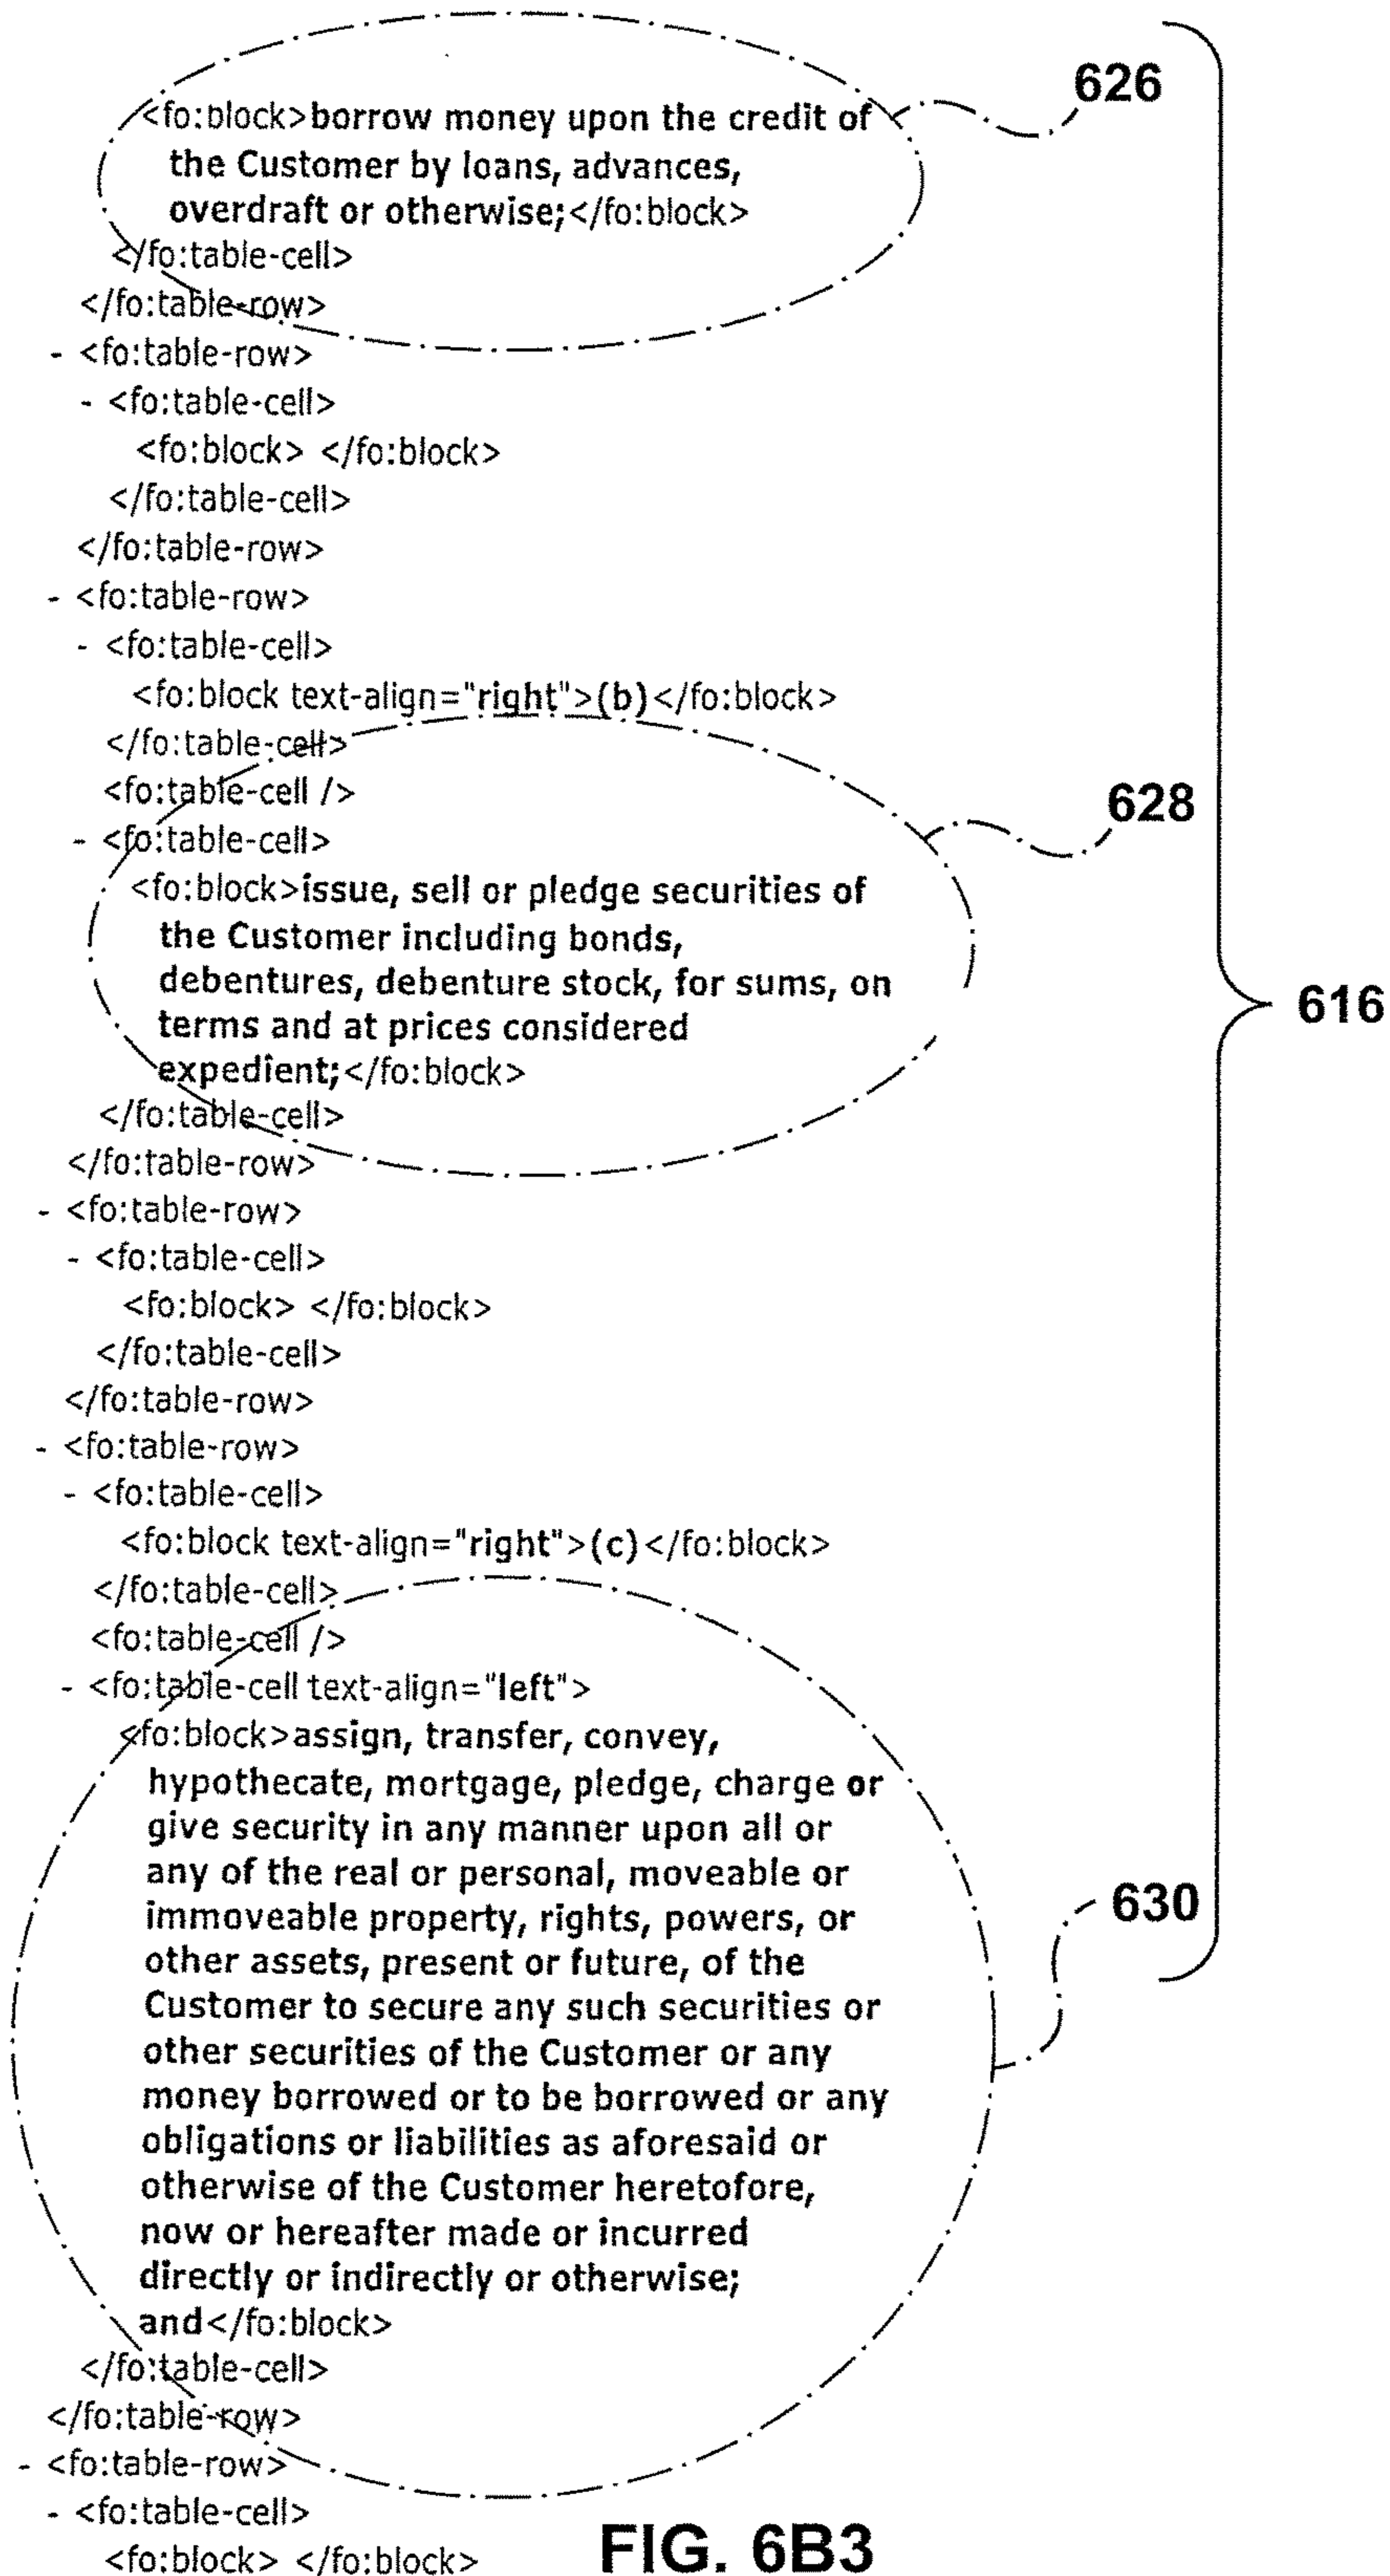 <fo:block>borrow money upon the credit of
626
the Customer by loans, advances,
overdraft or otherwise;</fo:block>
</fo:table-cell>
</fo:table-row>
- <fo:table-row>
- <fo:table-cell>
<fo:block> </fo:block>
</fo:table-cell>
</fo:table-row>
- <fo:table-row>
- <fo:table-cell>
<fo:block text-align="right">(b)</fo:block>
</fo:table-cell>
<fo:table-cell />
628
- <fo:table-cell>
<fo:block>issue, sell or pledge securities of
the Customer including bonds,
debentures, debenture stock, for sums, on
616
terms and at prices considered
expedient;</fo:block>
</fo:table-cell>
</fo:table-row>
- <fo:table-row>
- <fo:table-cell>
<fo:block> </fo:block>
</fo:table-cell>
</fo:table-row>
- <fo:table-row>
- <fo:table-cell>
<fo:block text-align="right">(c)</fo:block>
</fo:table-cell>
<fo:table-cell />
- <fo:table-cell text-align="left">
<fo:block>assign, transfer, convey,
hypothecate, mortgage, pledge, charge or
give security in any manner upon all or
any of the real or personal, moveable or
630
immoveable property, rights, powers, or
other assets, present or future, of the
Customer to secure any such securities or
other securities of the Customer or any
money borrowed or to be borrowed or any
obligations or liabilities as aforesaid or
otherwise of the Customer heretofore,
now or hereafter made or incurred
directly or indirectly or otherwise;
and</fo:block>
</fo:table-cell>
</fo:table-row>
- <fo:table-row>
- <fo:table-cell>
<fo:block> </fo:block>
FIG. 6B3